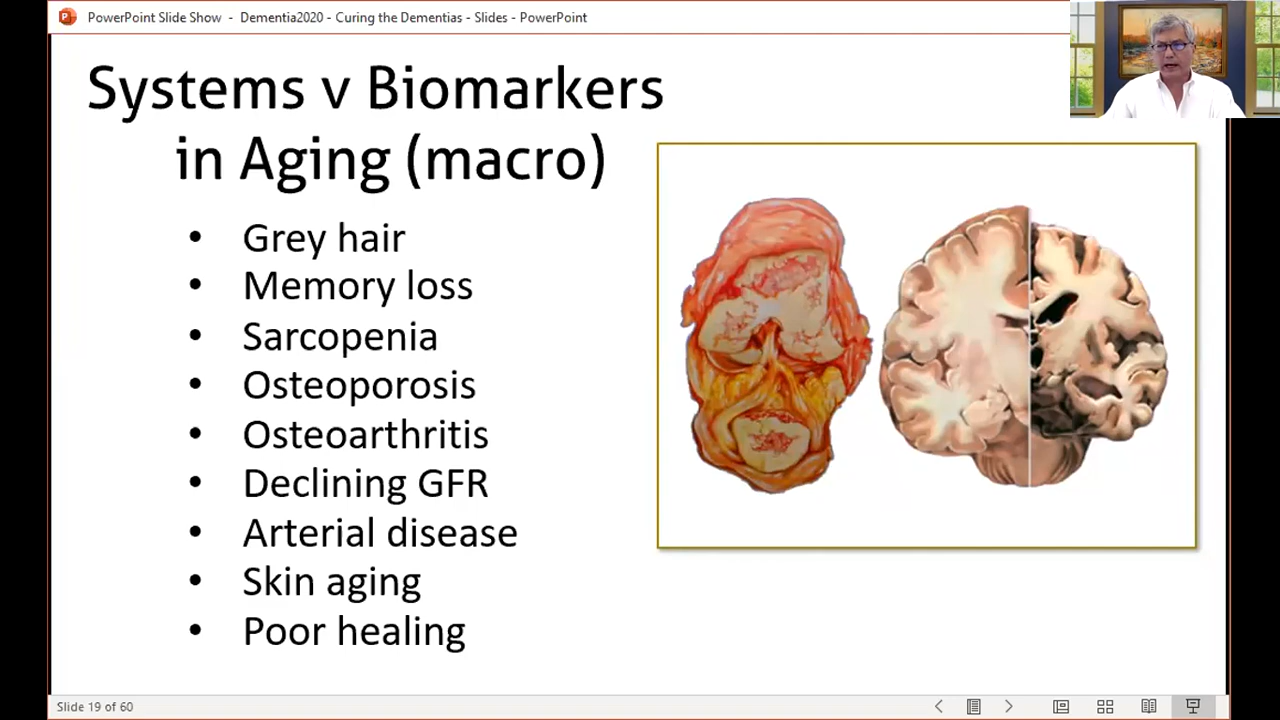 PowerPoint Slide Show - Dementia2020 - Curing the Dementias - Slides - PowerPoint
Systems v Biomarkers
in Aging (macro)
• Grey hair
• Memory loss
• Sarcopenia
• Osteoporosis
• Osteoarthritis
• Declining GFR
• Arterial disease
• Skin aging
• Poor healing
Slide 19 of 60